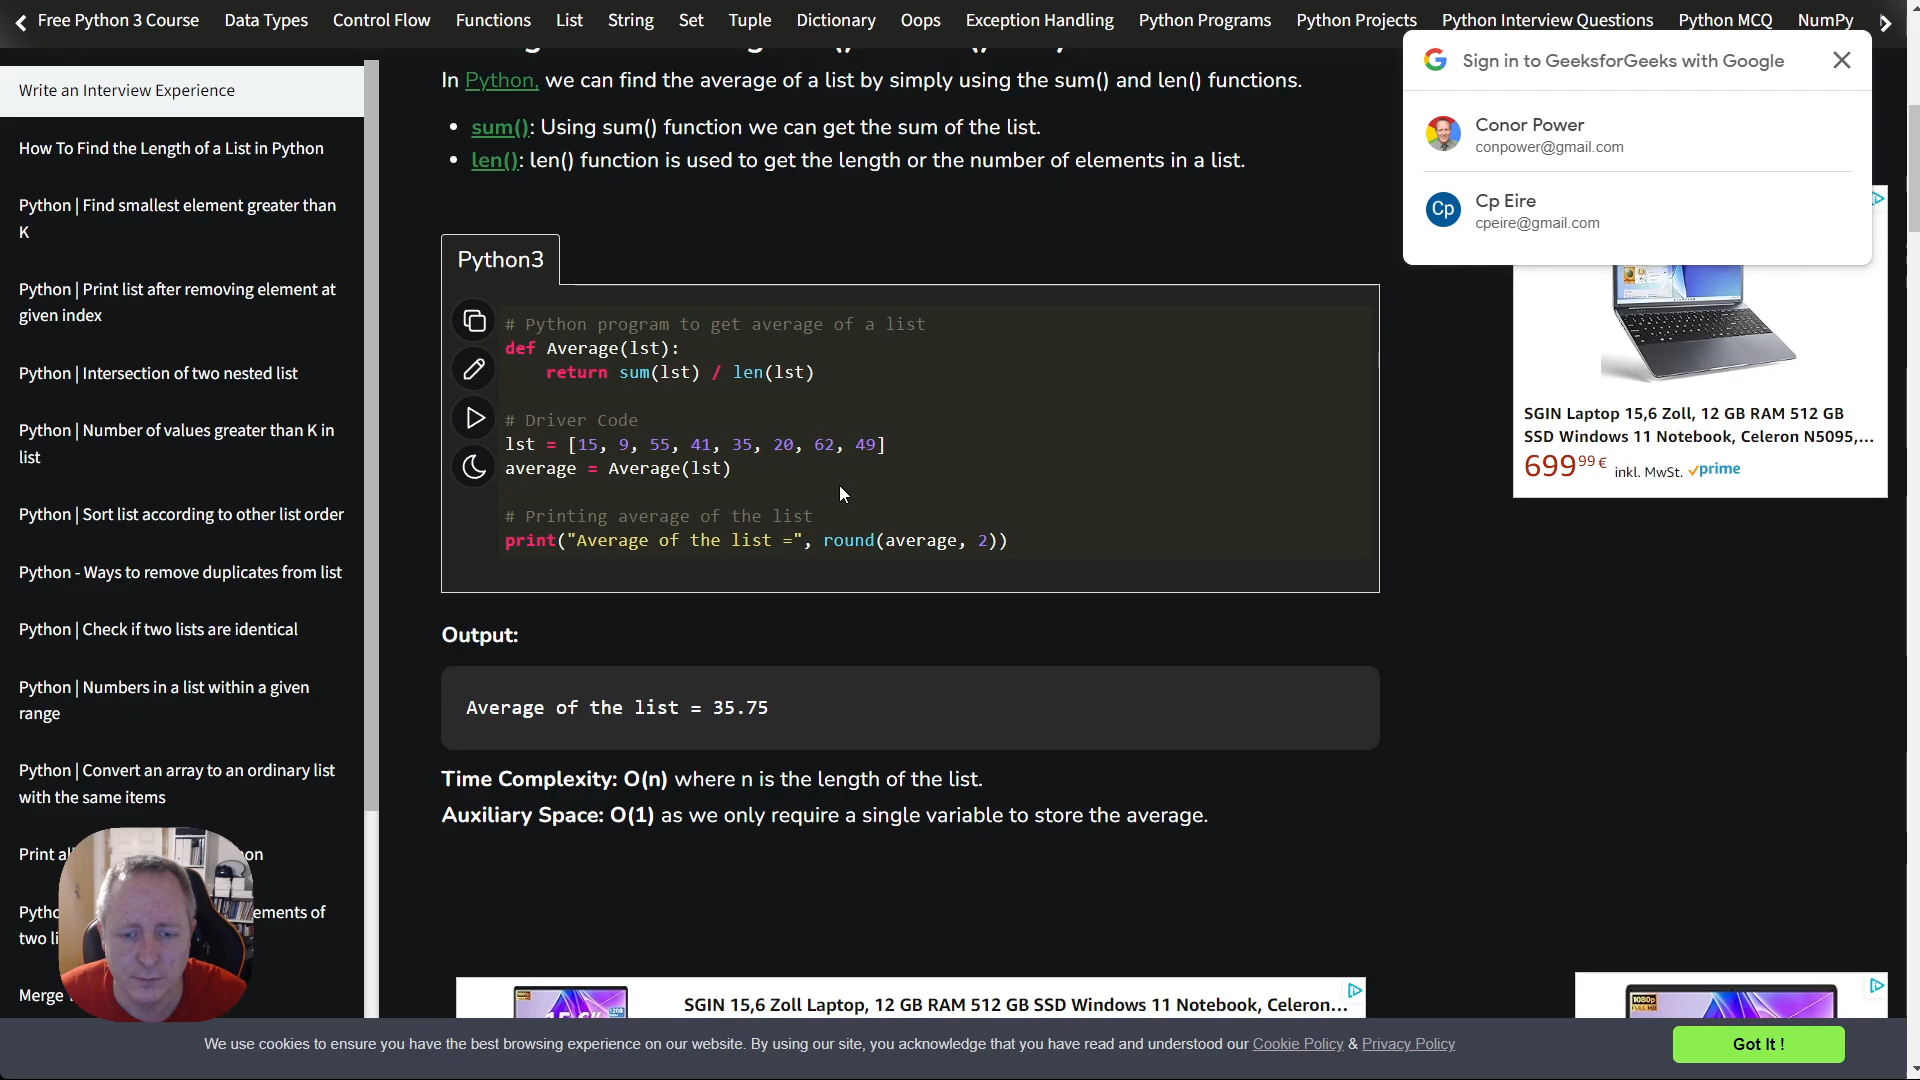 Free Python 3 Course Data Types Control Flow Functions List String Set Tuple Dictionary Oops Exception Handling Python Programs Python Projects Python Interview Questions Python MCQ NumPy
Write an Interview Experience
How To Find the Length of a List in Python
Python | Find smallest element greater than
K
Python | Print list after removing element at
given index
Python | Intersection of two nested list
Python | Number of values greater than K in
list
Python | Sort list according to other list order
Python - Ways to remove duplicates from list
Python | Check if two lists are identical
Python | Numbers in a list within a given
range
Python | Convert an array to an ordinary list
with the same items
Print al on
Pytho ements of
two li
Merge
In Python, we can find the average of a list by simply using the sum() and len() functions.
• sum(): Using sum() function we can get the sum of the list.
• len(): len() function is used to get the length or the number of elements in a list.
Python3
# Python program to get average of a list
def Average(lst):
return sum(lst) / len(lst)
# Driver Code
lst = [15, 9, 55, 41, 35, 20, 62, 49]
average = Average(lst)
# Printing average of the list
print("Average of the list =", round(average, 2))
Output:
Average of the list = 35.75
Time Complexity: O(n) where n is the length of the list.
Auxiliary Space: O(1) as we only require a single variable to store the average.
SGIN 15,6 Zoll Laptop, 12 GB RAM 512 GB SSD Windows 11 Notebook, Celeron...
Sign in to GeeksforGeeks with Google
Conor Power
conpower@gmail.com
Cp
Cp Eire
cpeire@gmail.com
SGIN Laptop 15,6 Zoll, 12 GB RAM 512 GB
SSD Windows 11 Notebook, Celeron N5095,...
699⁹⁹ € inkl. MwSt. prime
1080p
We use cookies to ensure you have the best browsing experience on our website. By using our site, you acknowledge that you have read and understood our Cookie Policy & Privacy Policy
Got It !